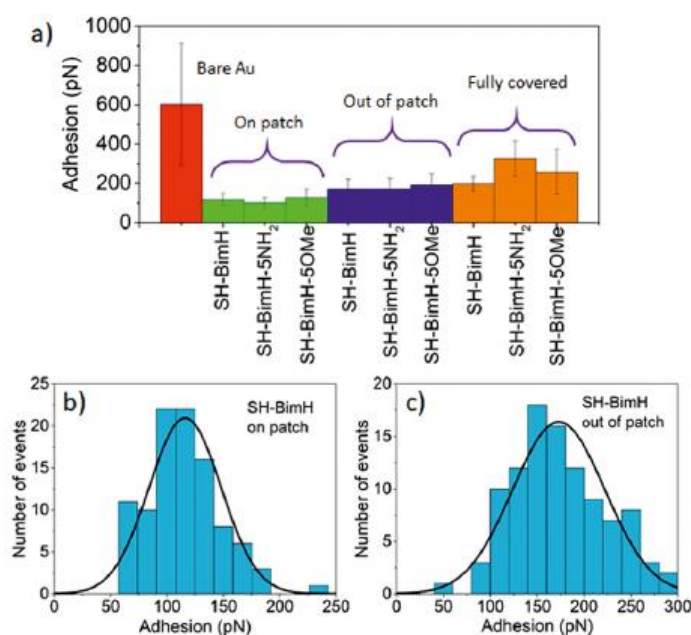 a)
Adhesion (pN)
1000
800
600
400
200
0
Bare Au
On patch
Out of patch
Fully covered
SH-BimH
SH-BimH-5NH₂
SH-BimH-5OMe
SH-BimH
SH-BimH-5NH₂
SH-BimH-5OMe
SH-BimH
SH-BimH-5NH₂
SH-BimH-5OMe
b)
Number of events
25
20
15
10
5
0
SH-BimH
on patch
0 50 100 150 200 250
Adhesion (pN)
c)
Number of events
20
15
10
5
0
SH-BimH
out of patch
0 50 100 150 200 250 300
Adhesion (pN)